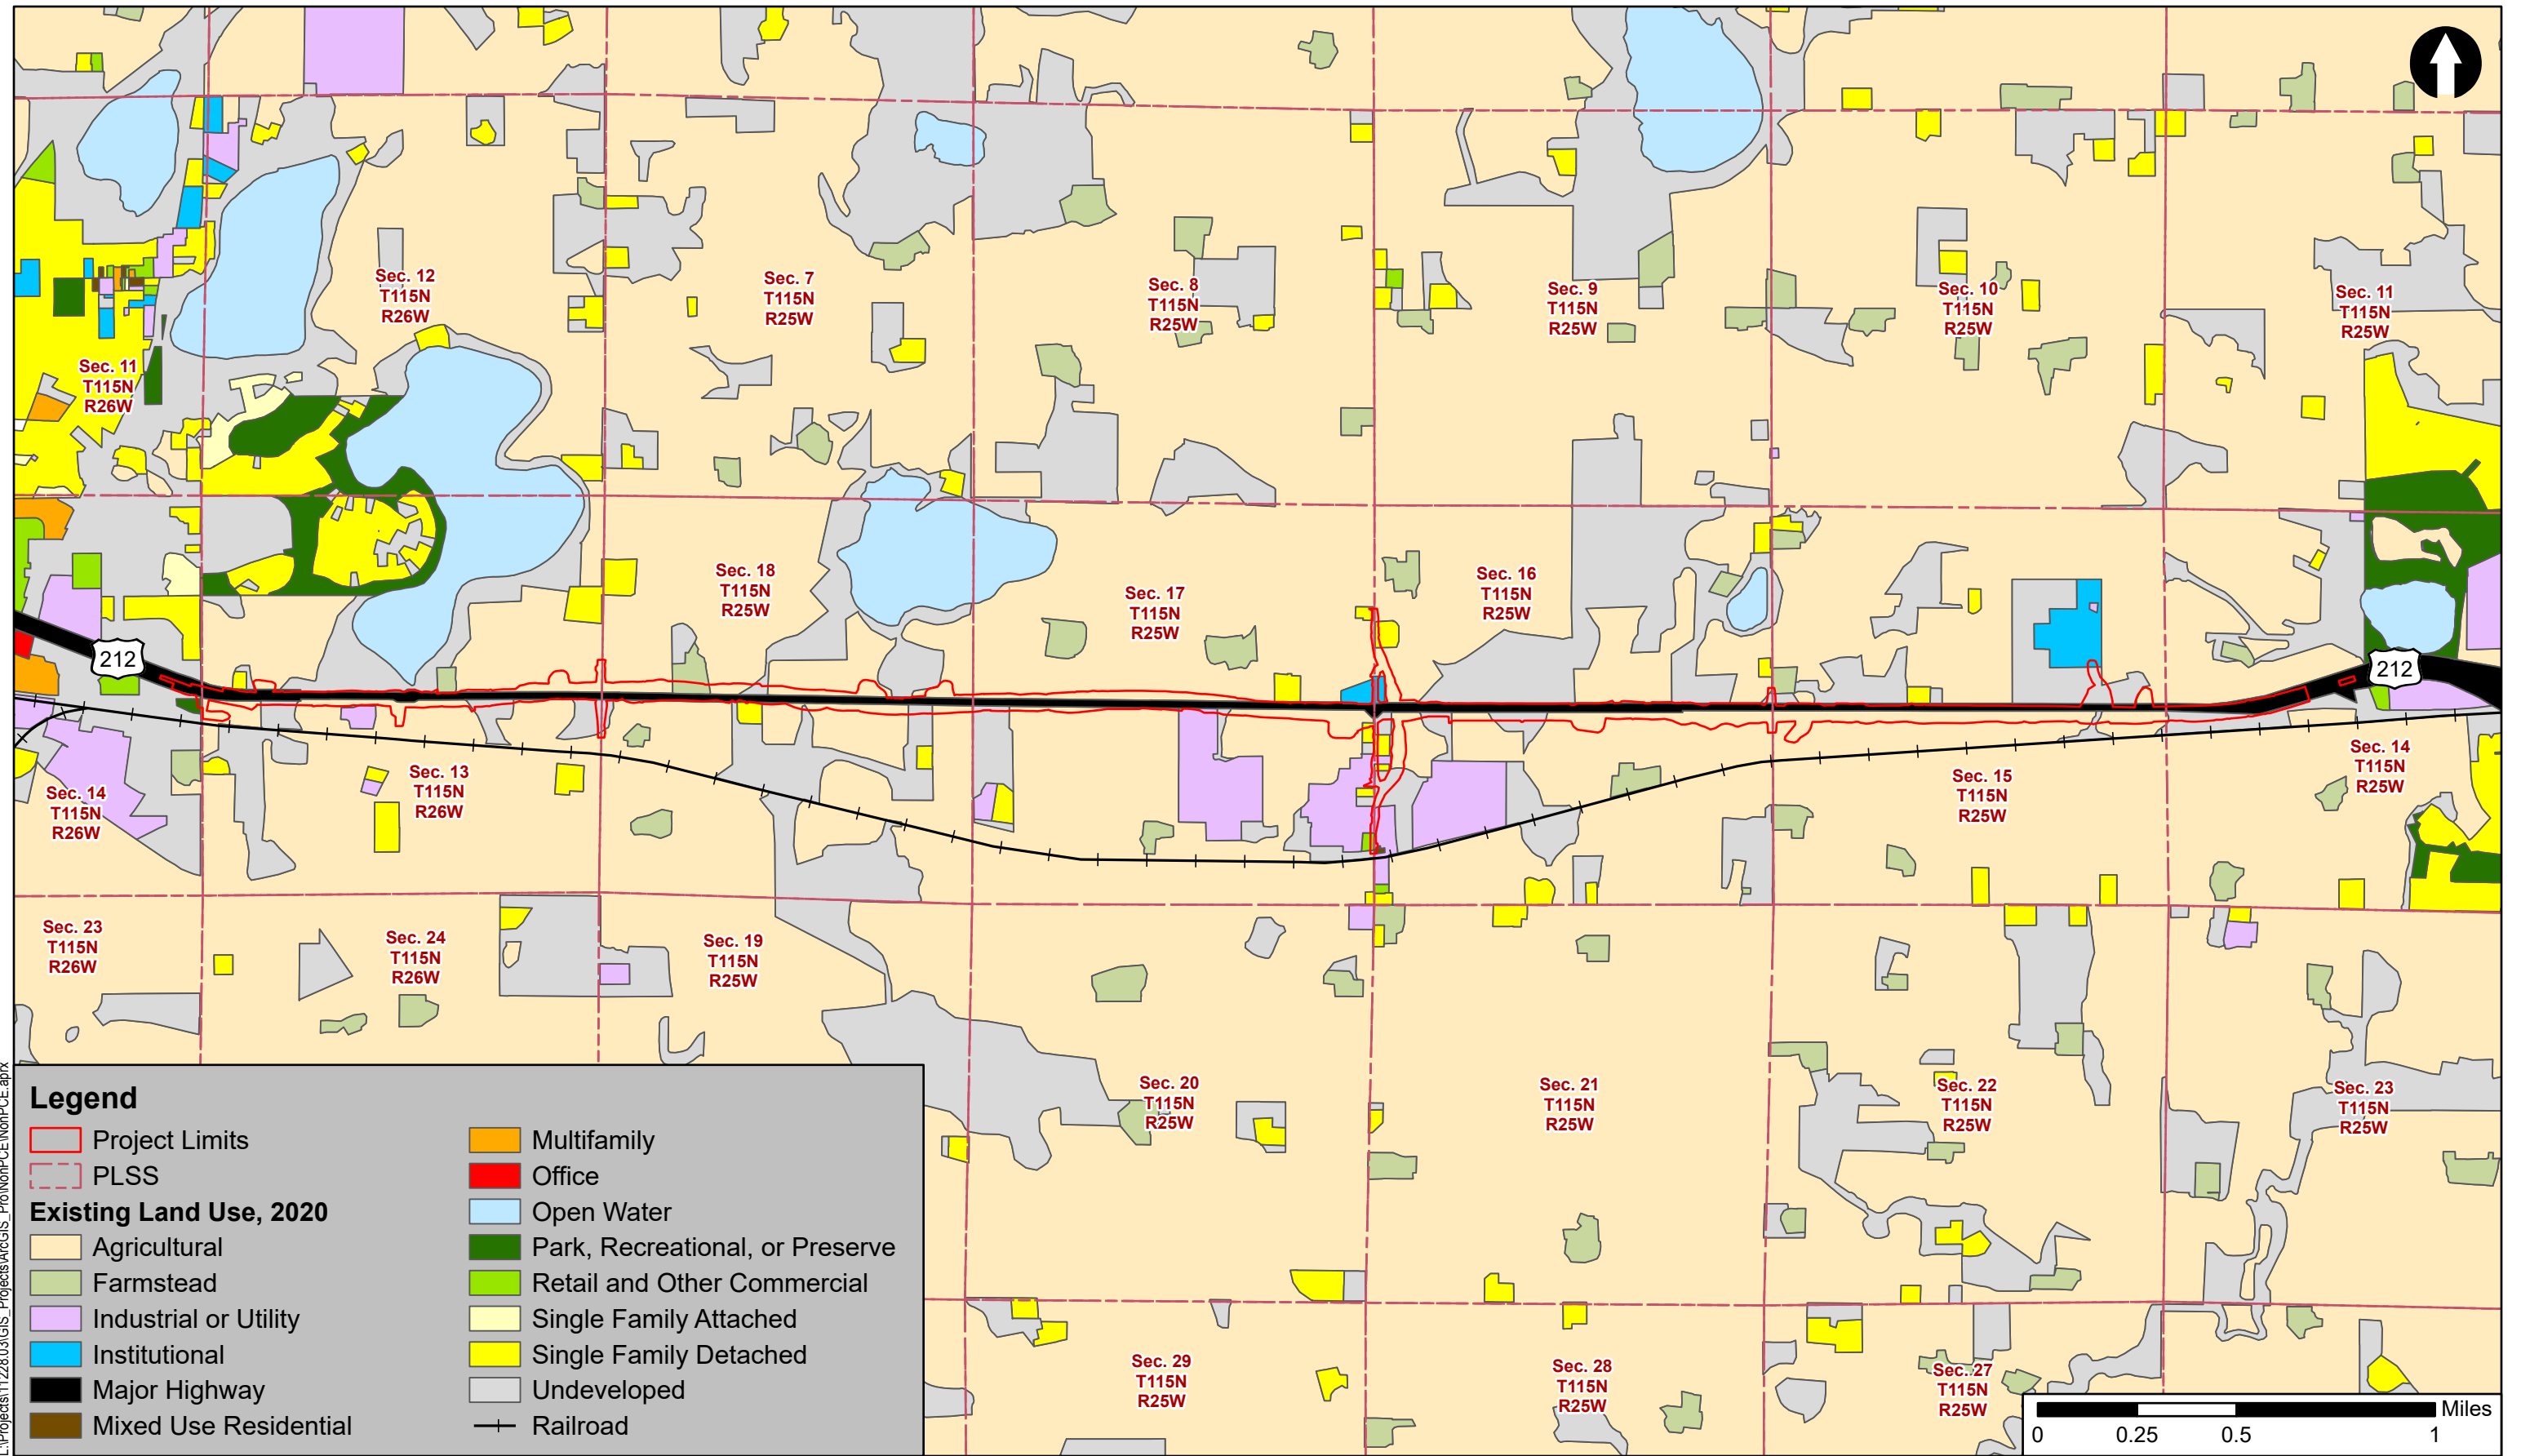 Sec. 12
T115N
R26W
Sec. 7
T115N
R25W
Sec. 8
T115N
R25W
Sec. 9
T115N
R25W
Sec. 10
T115N
R25W
Sec. 11
T115N
R25W
Sec. 11
T115N
R26W
Sec. 18
T115N
R25W
Sec. 17
T115N
R25W
Sec. 16
T115N
R25W
212
212
Sec. 14
T115N
R26W
Sec. 13
T115N
R26W
Sec. 15
T115N
R25W
Sec. 14
T115N
R25W
Sec. 23
T115N
R26W
Sec. 24
T115N
R26W
Sec. 19
T115N
R25W
Sec. 20
T115N
R25W
Sec. 21
T115N
R25W
Sec. 22
T115N
R25W
Sec. 23
T115N
R25W
Sec. 29
T115N
R25W
Sec. 28
T115N
R25W
Sec. 27
T115N
R25W
Legend
Project Limits
PLSS
Existing Land Use, 2020
Agricultural
Farmstead
Industrial or Utility
Institutional
Major Highway
Mixed Use Residential
Multifamily
Office
Open Water
Park, Recreational, or Preserve
Retail and Other Commercial
Single Family Attached
Single Family Detached
Undeveloped
Railroad
Miles
0 0.25 0.5 1